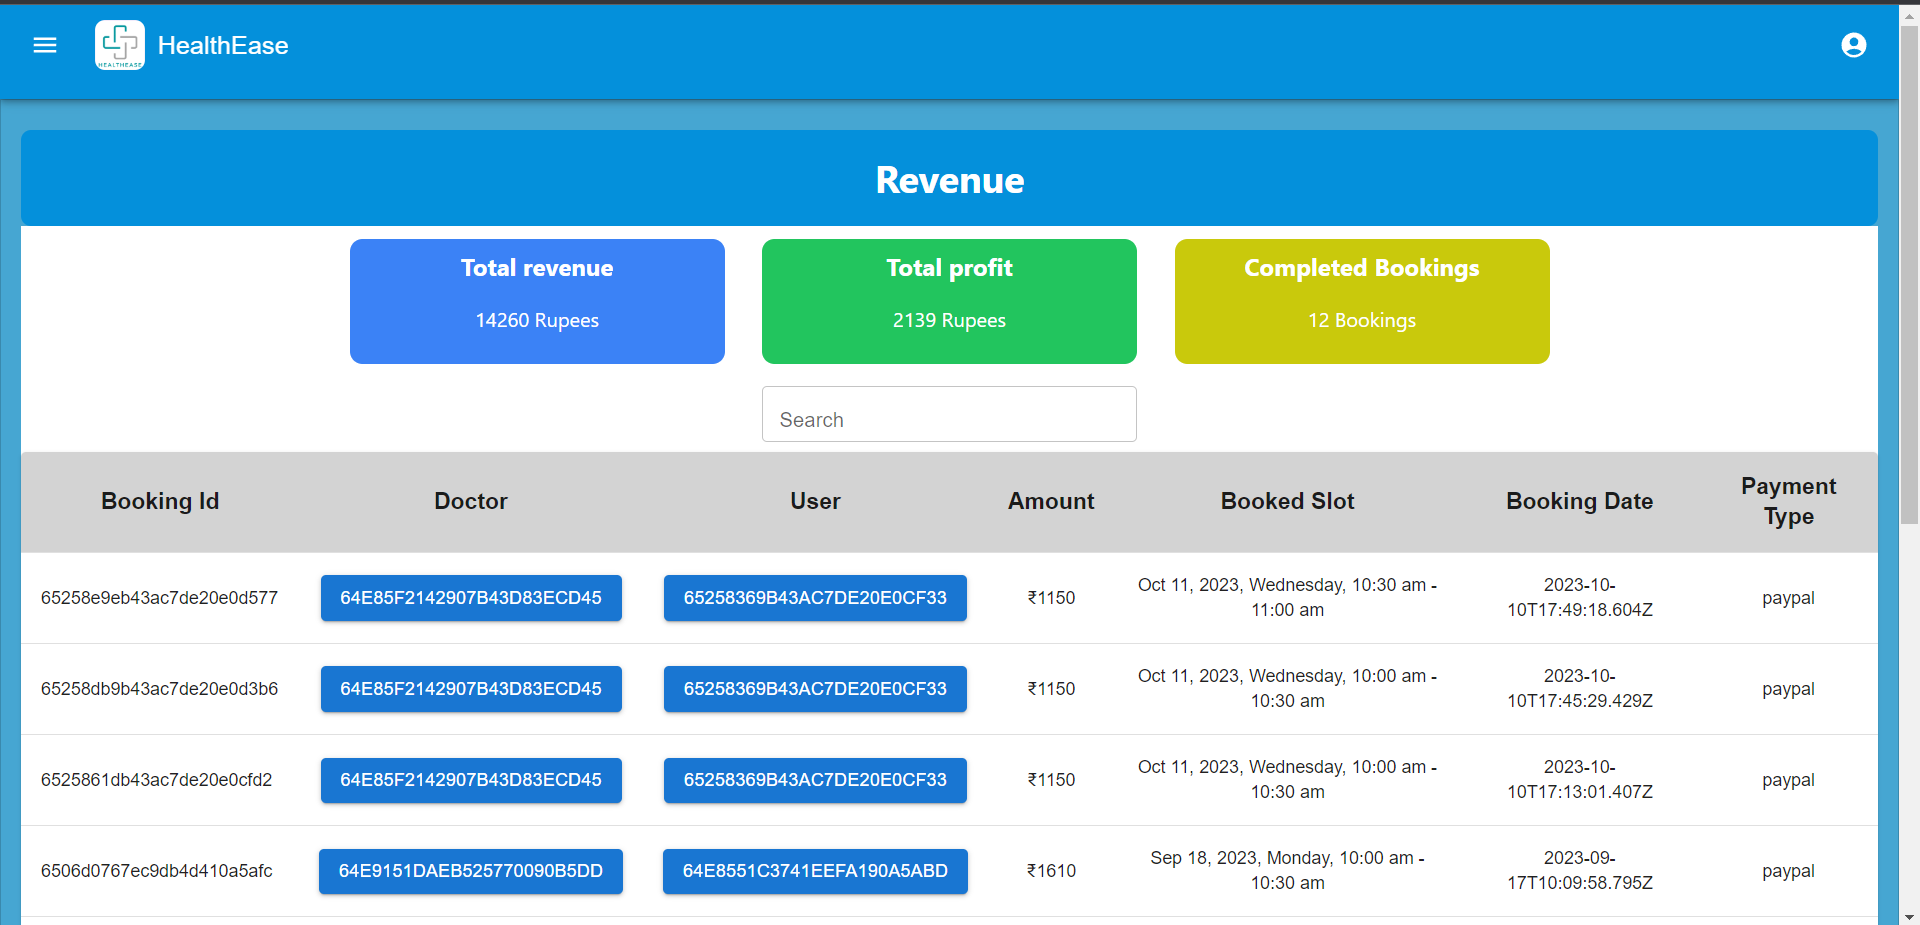 HEALTHEASE
HealthEase
Revenue
Total revenue
14260 Rupees
Total profit
2139 Rupees
Completed Bookings
12 Bookings
Search
Booking Id Doctor User Amount Booked Slot Booking Date Payment Type
65258e9eb43ac7de20e0d577 64E85F2142907B43D83ECD45 65258369B43AC7DE20E0CF33 ₹1150 Oct 11, 2023, Wednesday, 10:30 am - 11:00 am 2023-10-10T17:49:18.604Z paypal
65258db9b43ac7de20e0d3b6 64E85F2142907B43D83ECD45 65258369B43AC7DE20E0CF33 ₹1150 Oct 11, 2023, Wednesday, 10:00 am - 10:30 am 2023-10-10T17:45:29.429Z paypal
6525861db43ac7de20e0cfd2 64E85F2142907B43D83ECD45 65258369B43AC7DE20E0CF33 ₹1150 Oct 11, 2023, Wednesday, 10:00 am - 10:30 am 2023-10-10T17:13:01.407Z paypal
6506d0767ec9db4d410a5afc 64E9151DAEB525770090B5DD 64E8551C3741EEFA190A5ABD ₹1610 Sep 18, 2023, Monday, 10:00 am - 10:30 am 2023-09-17T10:09:58.795Z paypal